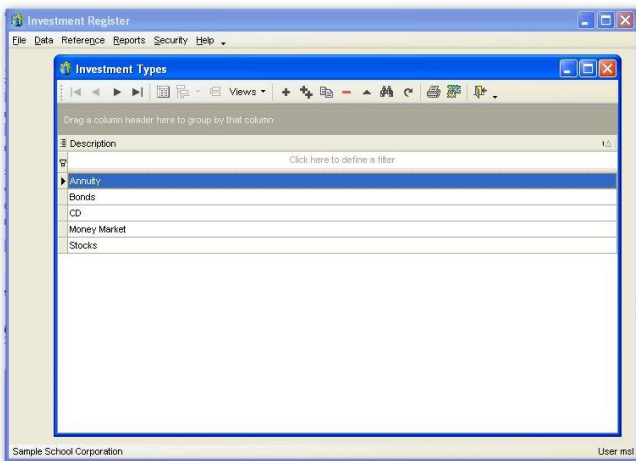 Investment Register
File Data Reference Reports Security Help
Investment Types
Views
Drag a column header here to group by that column
Description 1
Click here to define a filter
Annuity
Bonds
CD
Money Market
Stocks
Sample School Corporation User msl